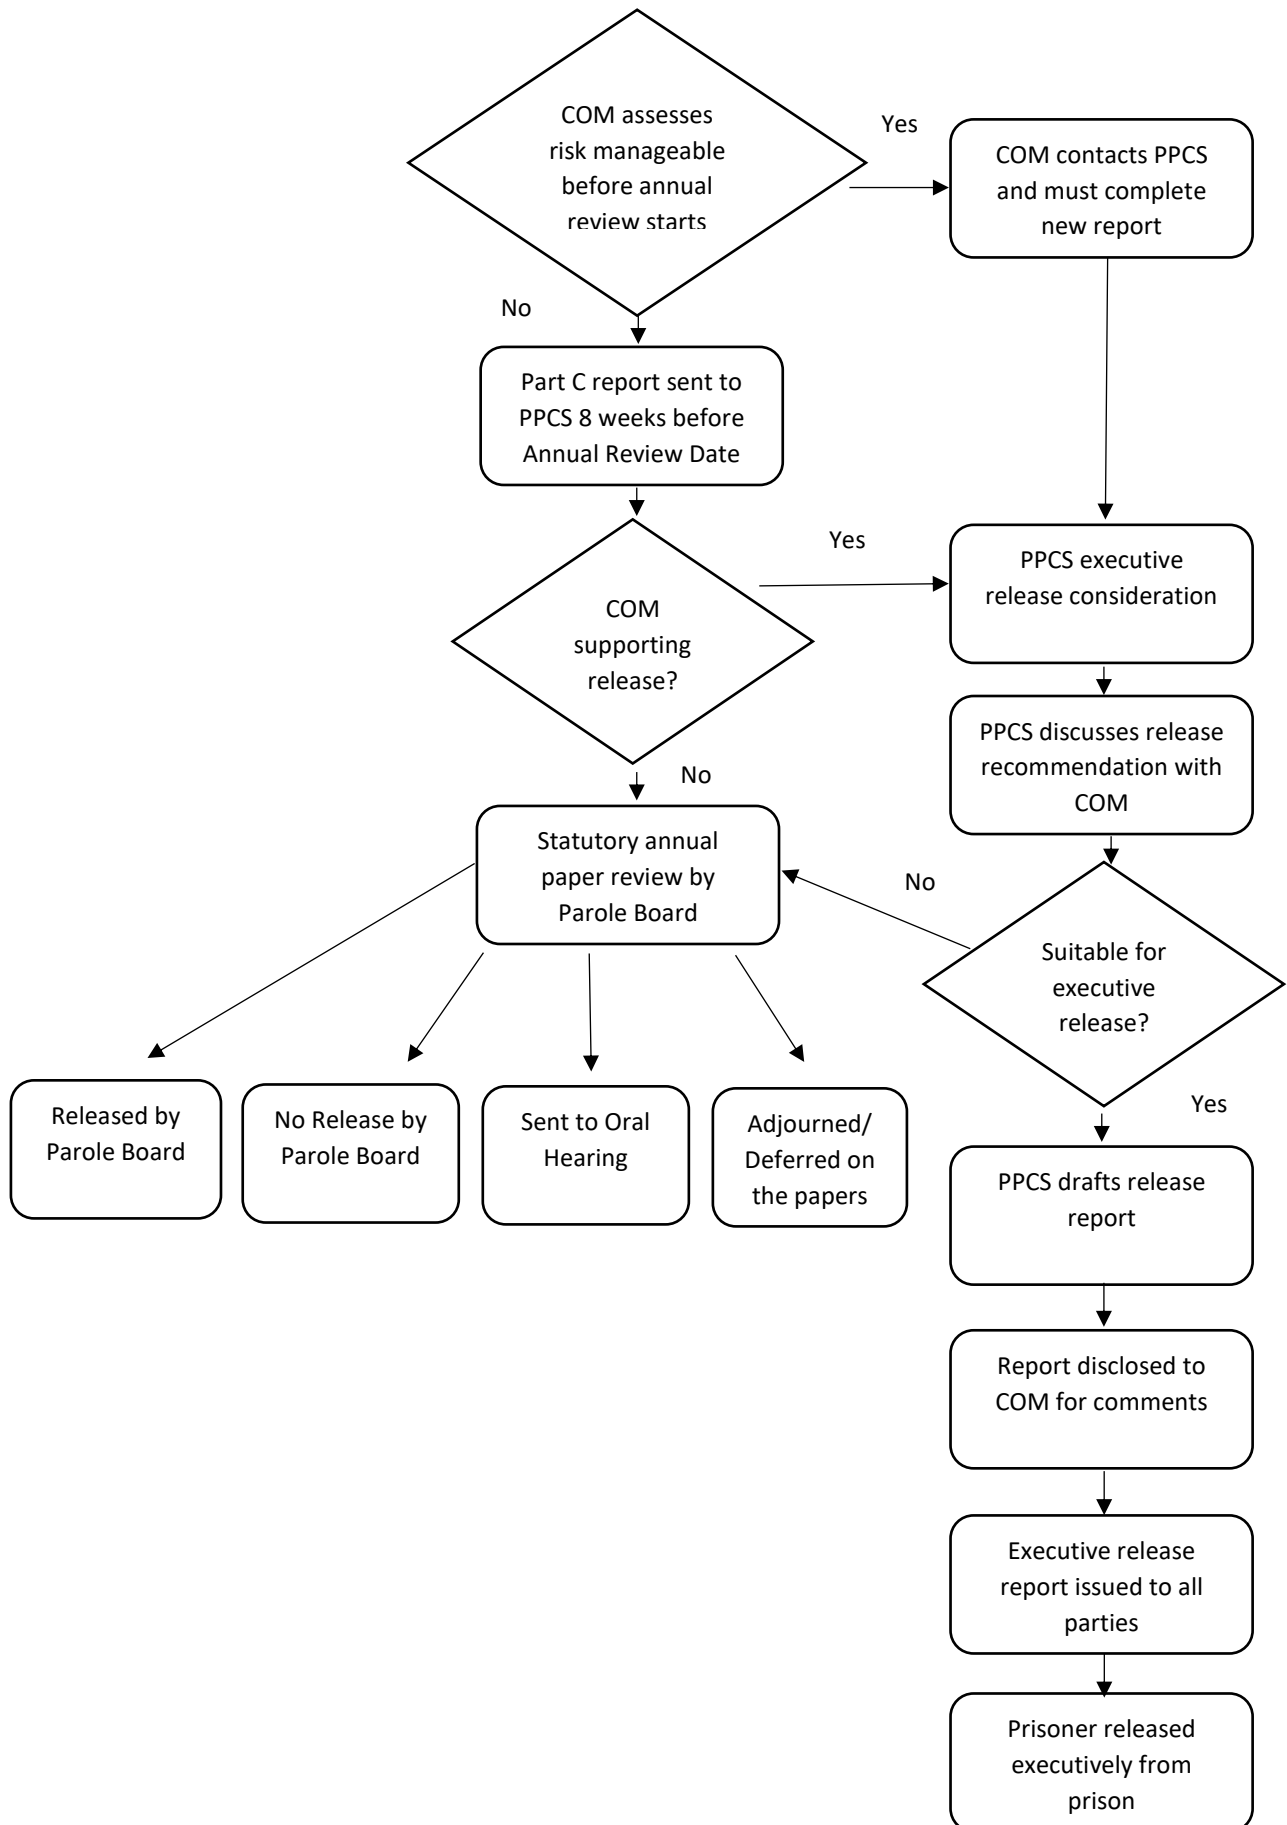 COM assesses
risk manageable
before annual
review starts
Yes
COM contacts PPCS
and must complete
new report
No
Part C report sent to
PPCS 8 weeks before
Annual Review Date
COM
supporting
release?
Yes
PPCS executive
release consideration
PPCS discusses release
recommendation with
COM
No
Statutory annual
paper review by
Parole Board
No
Suitable for
executive
release?
Released by
Parole Board
No Release by
Parole Board
Sent to Oral
Hearing
Adjourned/
Deferred on
the papers
Yes
PPCS drafts release
report
Report disclosed to
COM for comments
Executive release
report issued to all
parties
Prisoner released
executively from
prison